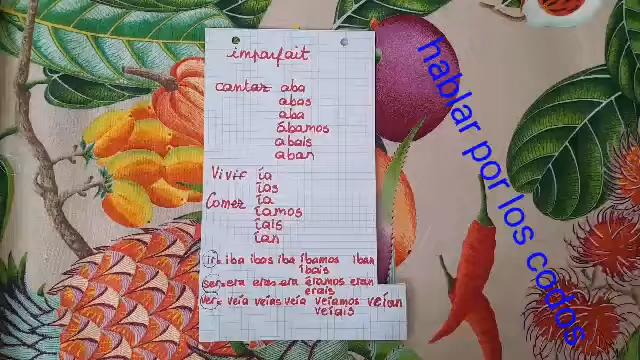 imparfait
cantar aba
abas
aba
ábamos
abais
aban
Vivir ía
ías
Comer ía
íamos
íais
ían
ir = iba ibas iba íbamos iban
ibais
ser = era eras era éramos eran
erais
ver = veía veías veía veíamos veían
veíais
hablar por los codos